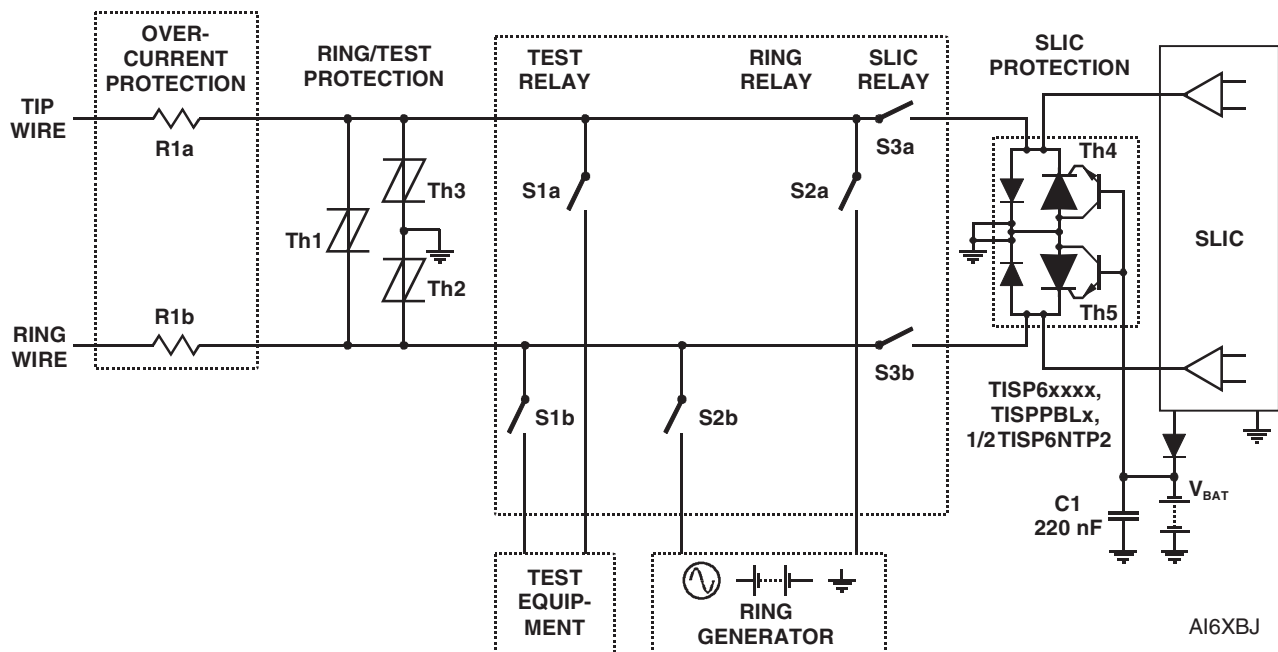 OVER-
CURRENT
PROTECTION
RING/TEST
PROTECTION
TEST
RELAY
RING
RELAY
SLIC
RELAY
SLIC
PROTECTION
TIP
WIRE
R1a
S3a
Th4
Th3
S1a
S2a
Th1
SLIC
Th2
R1b
Th5
RING
WIRE
S3b
S1b
S2b
TISP6xxxx,
TISPPBLx,
1/2 TISP6NTP2
C1
220 nF
VBAT
TEST
EQUIP-
MENT
RING
GENERATOR
AI6XBJ